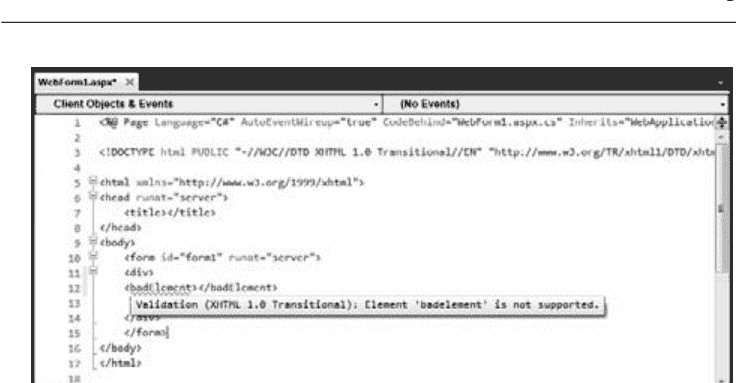 WebForm1.aspx* X
Client Objects & Events (No Events)
1 <%@ Page Language="C#" AutoEventWireup="true" CodeBehind="WebForm1.aspx.cs" Inherits="WebApplication
2
3 <!DOCTYPE html PUBLIC "-//W3C//DTD XHTML 1.0 Transitional//EN" "http://www.w3.org/TR/xhtml1/DTD/xhtm
4
5 <html xmlns="http://www.w3.org/1999/xhtml">
6 <head runat="server">
7 <title></title>
8 </head>
9 <body>
10 <form id="form1" runat="server">
11 <div>
12 <badElement></badElement>
13 Validation (XHTML 1.0 Transitional): Element 'badelement' is not supported.
14 </div>
15 </form>
16 </body>
17 </html>
18